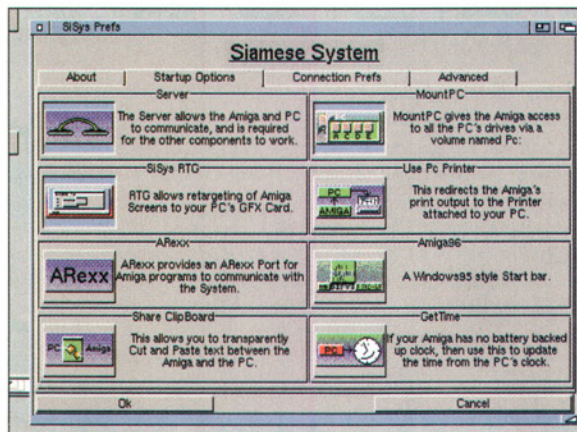 SiSys Prefs
Siamese System
About
Startup Options
Connection Prefs
Advanced
Server
The Server allows the Amiga and PC
to communicate, and is required
for the other components to work.
MountPC
MountPC gives the Amiga access
to all the PC's drives via a
volume named Pc:
A C D E
SiSys RTG
RTG allows retargeting of Amiga
Screens to your PC's GFX Card.
Use Pc Printer
PC
AMIGA
This redirects the Amiga's
print output to the Printer
attached to your PC.
ARexx
ARexx
ARexx provides an ARexx Port for
Amiga programs to communicate with
the System.
Amiga96
A Windows95 style Start bar.
Share ClipBoard
PC
Amiga
This allows you to transparently
Cut and Paste text between the
Amiga and the PC.
GetTime
PC
If your Amiga has no battery backed
up clock, then use this to update
the time from the PC's clock.
Ok
Cancel